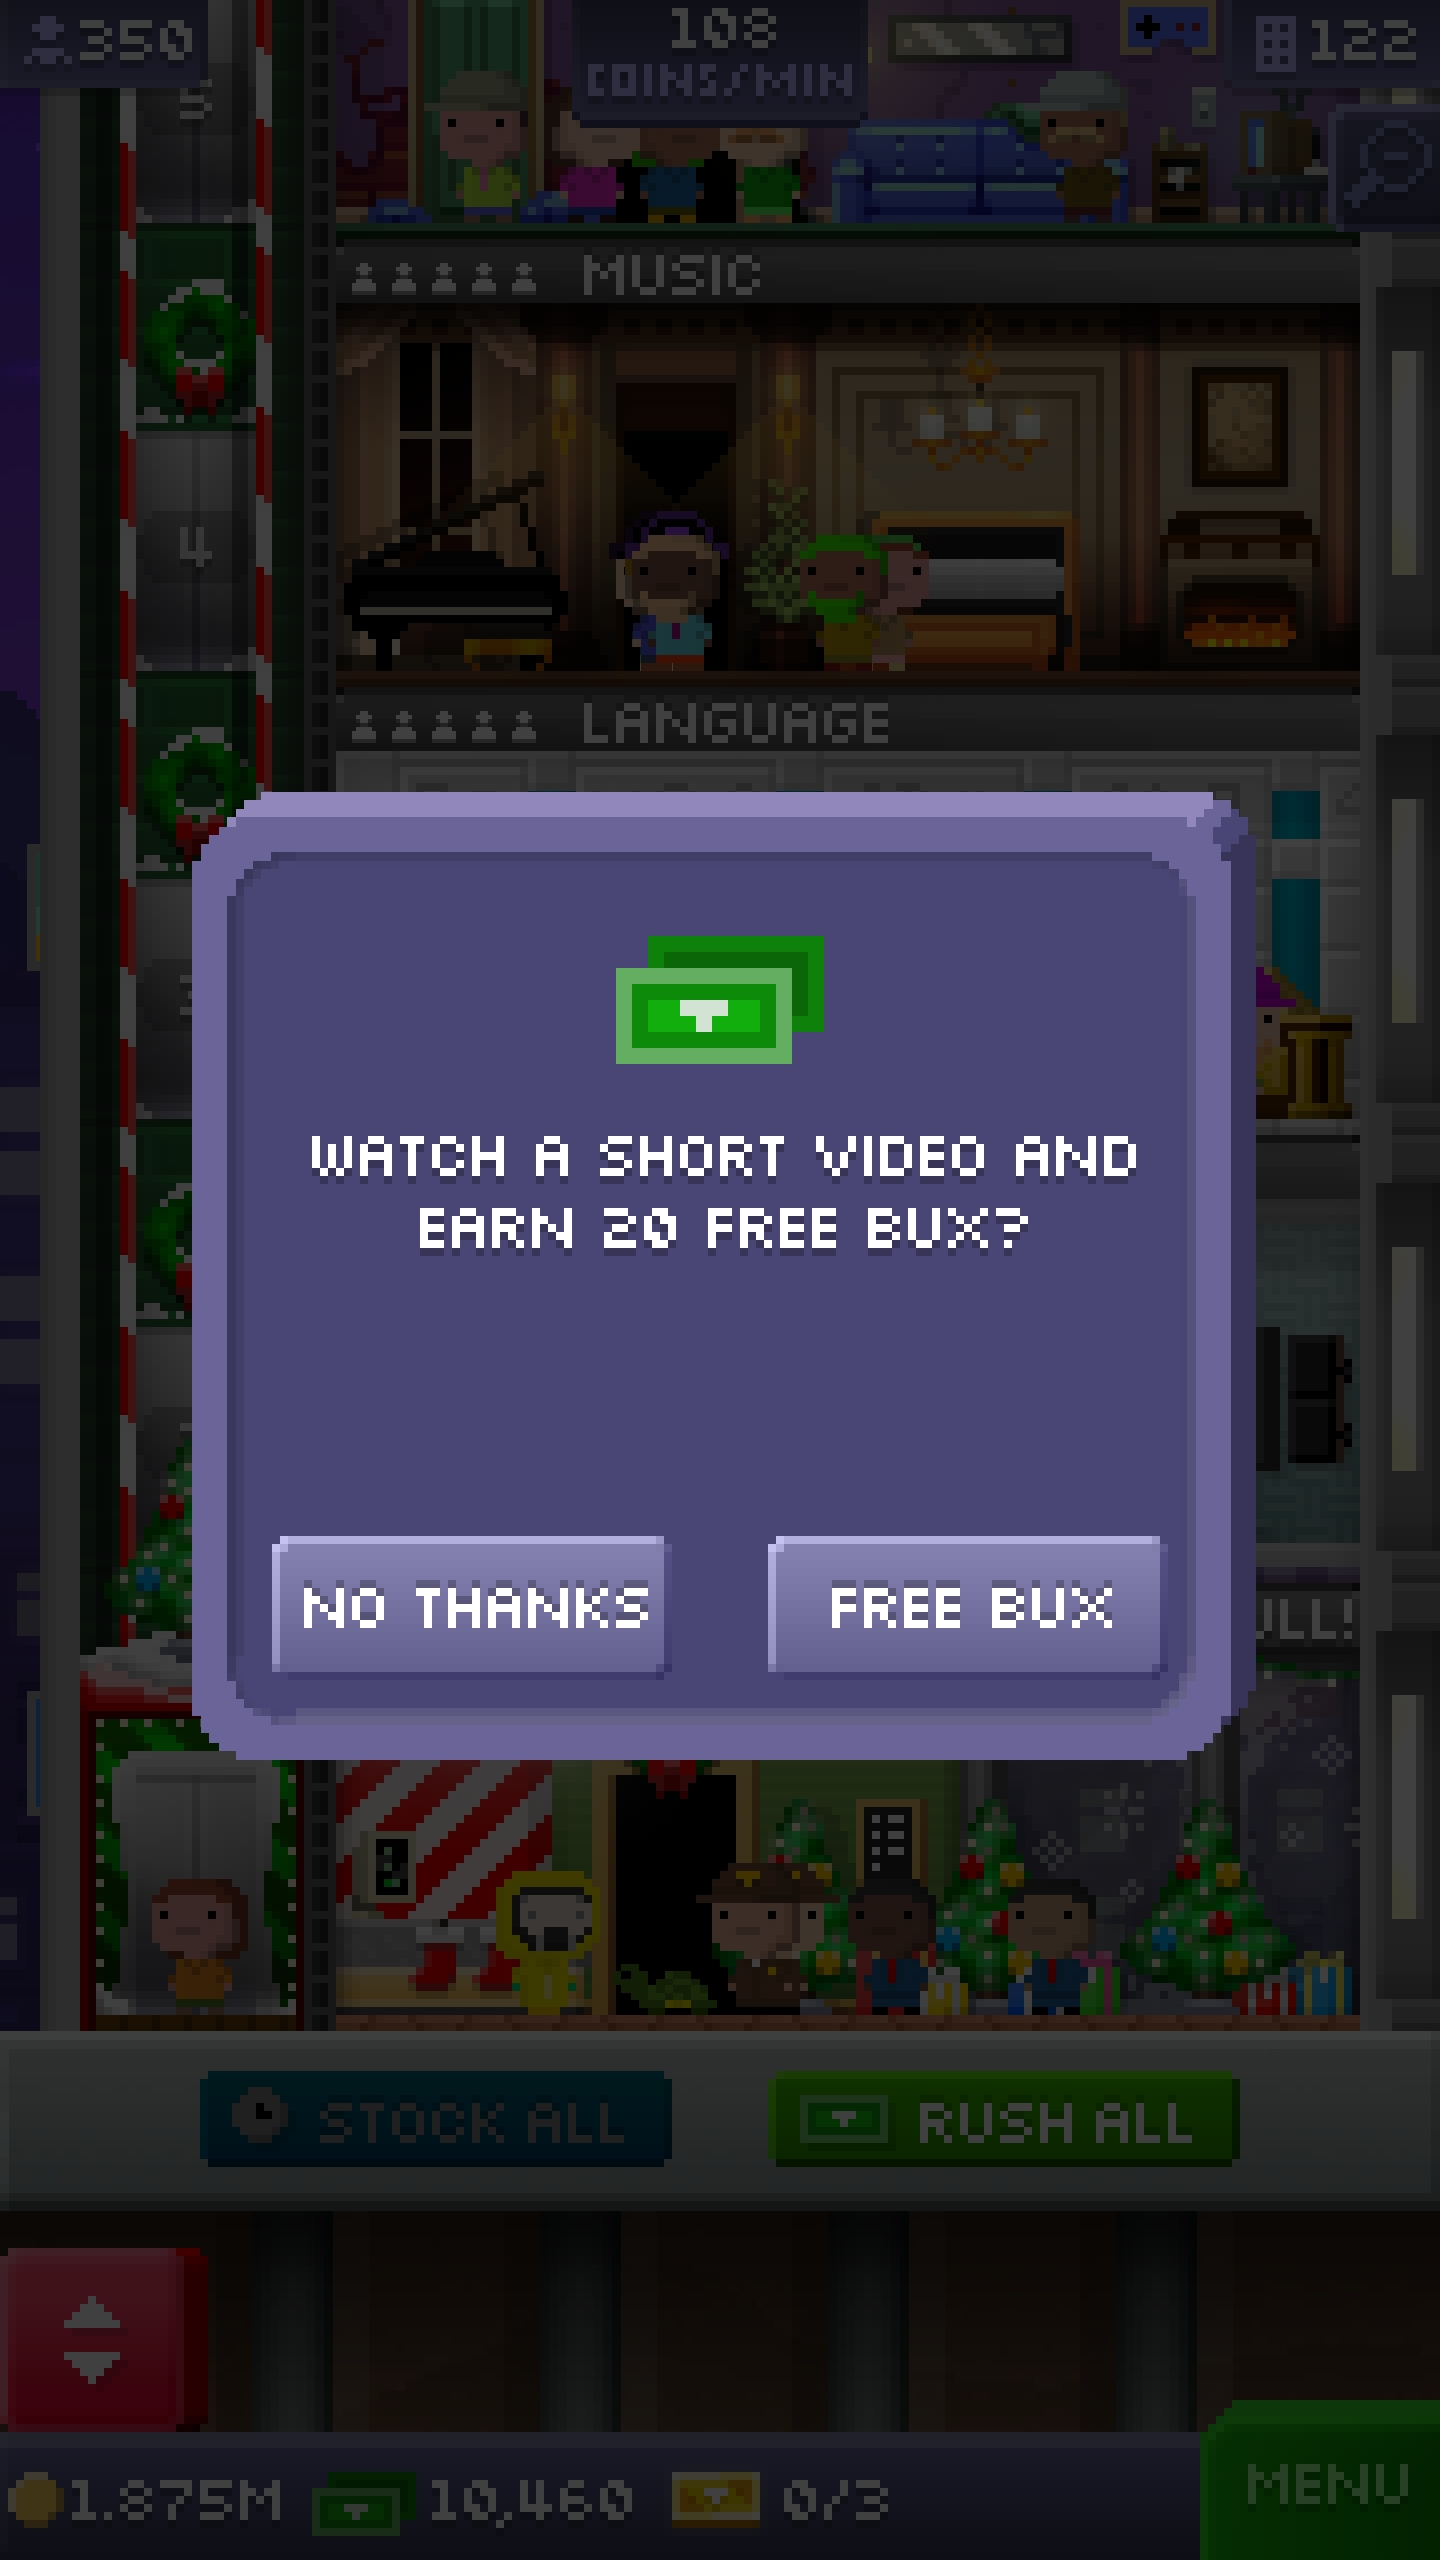 350
108
COINS/MIN
122
5
MUSIC
4
LANGUAGE
WATCH A SHORT VIDEO AND
EARN 20 FREE BUX?
NO THANKS
FREE BUX
ULL!
STOCK ALL
RUSH ALL
1.875M
10,460
0/3
MENU